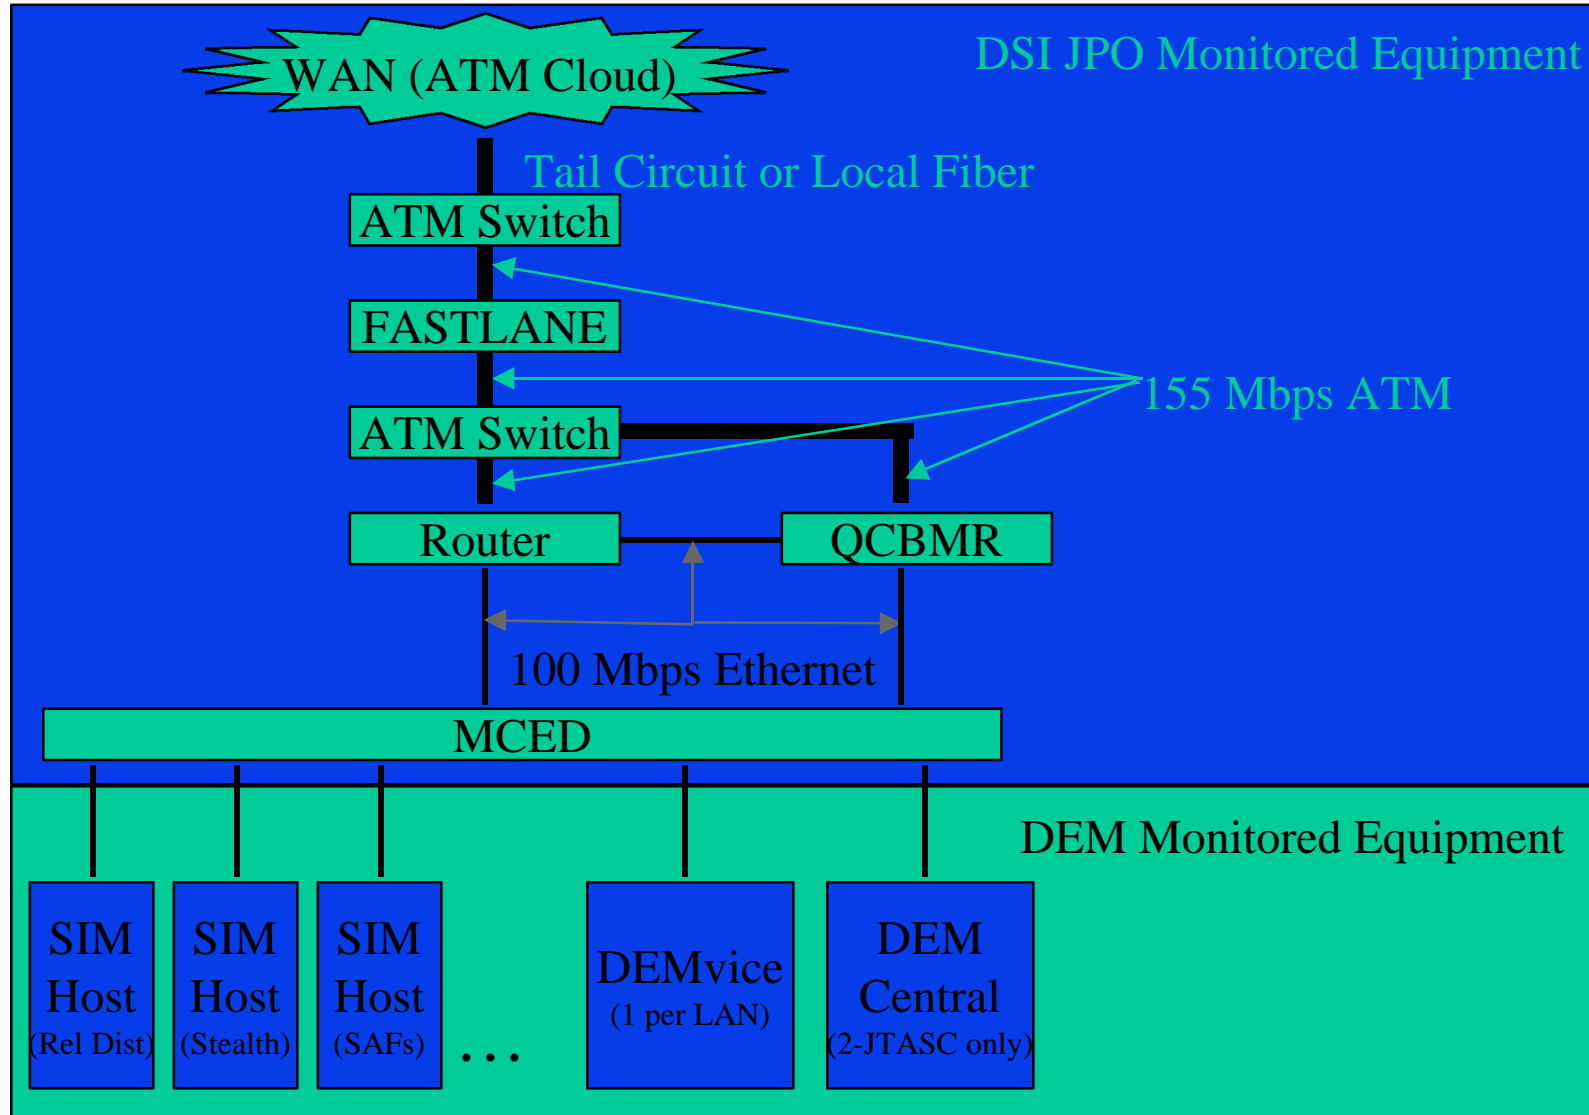 DSI JPO Monitored Equipment
WAN (ATM Cloud)
Tail Circuit or Local Fiber
ATM Switch
FASTLANE
155 Mbps ATM
ATM Switch
Router
QCBMR
100 Mbps Ethernet
MCED
DEM Monitored Equipment
SIM
Host
(Rel Dist)
SIM
Host
(Stealth)
SIM
Host
(SAFs)
...
DEMvice
(1 per LAN)
DEM
Central
(2-JTASC only)